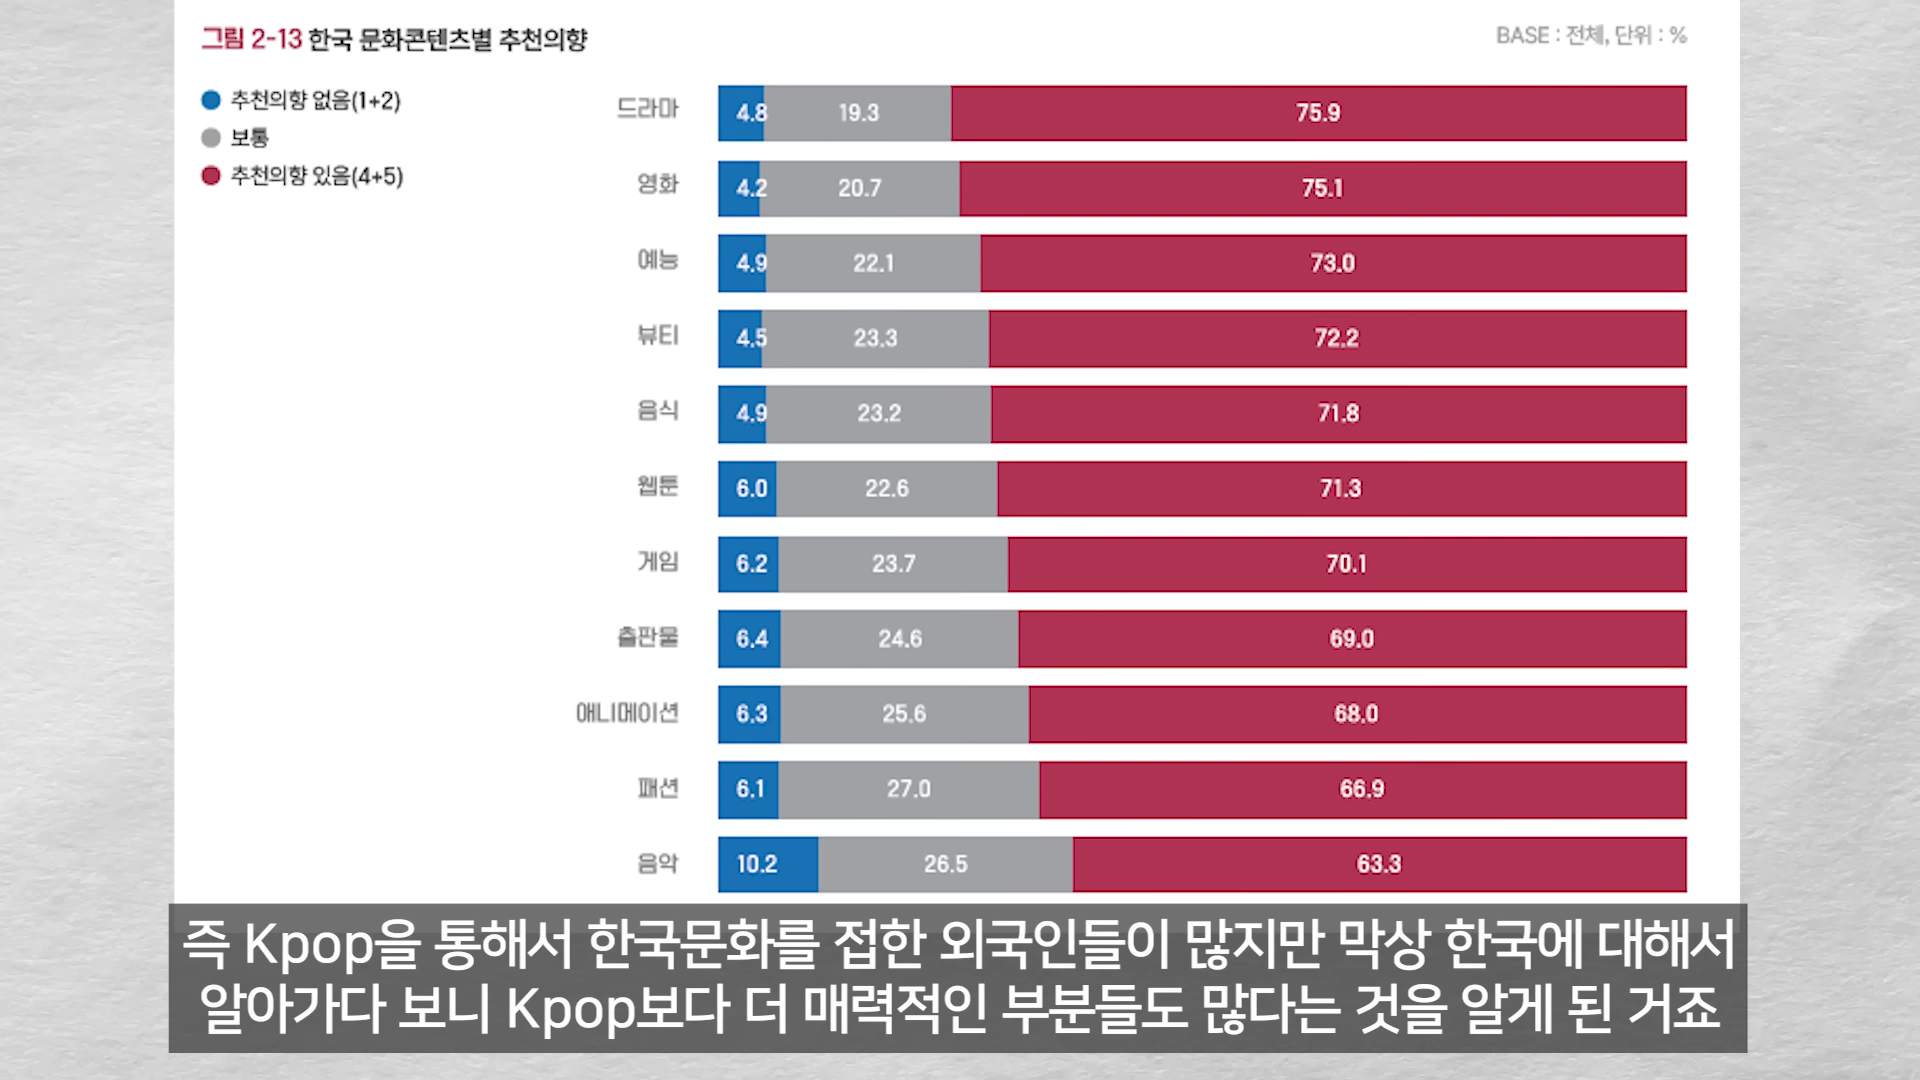 그림 2-13 한국 문화콘텐츠별 추천의향
BASE : 전체, 단위 : %
추천의향 없음(1+2)
보통
추천의향 있음(4+5)
드라마 4.8 19.3 75.9
영화 4.2 20.7 75.1
예능 4.9 22.1 73.0
뷰티 4.5 23.3 72.2
음식 4.9 23.2 71.8
웹툰 6.0 22.6 71.3
게임 6.2 23.7 70.1
출판물 6.4 24.6 69.0
애니메이션 6.3 25.6 68.0
패션 6.1 27.0 66.9
음악 10.2 26.5 63.3
즉 Kpop을 통해서 한국문화를 접한 외국인들이 많지만 막상 한국에 대해서
알아가다 보니 Kpop보다 더 매력적인 부분들도 많다는 것을 알게 된 거죠